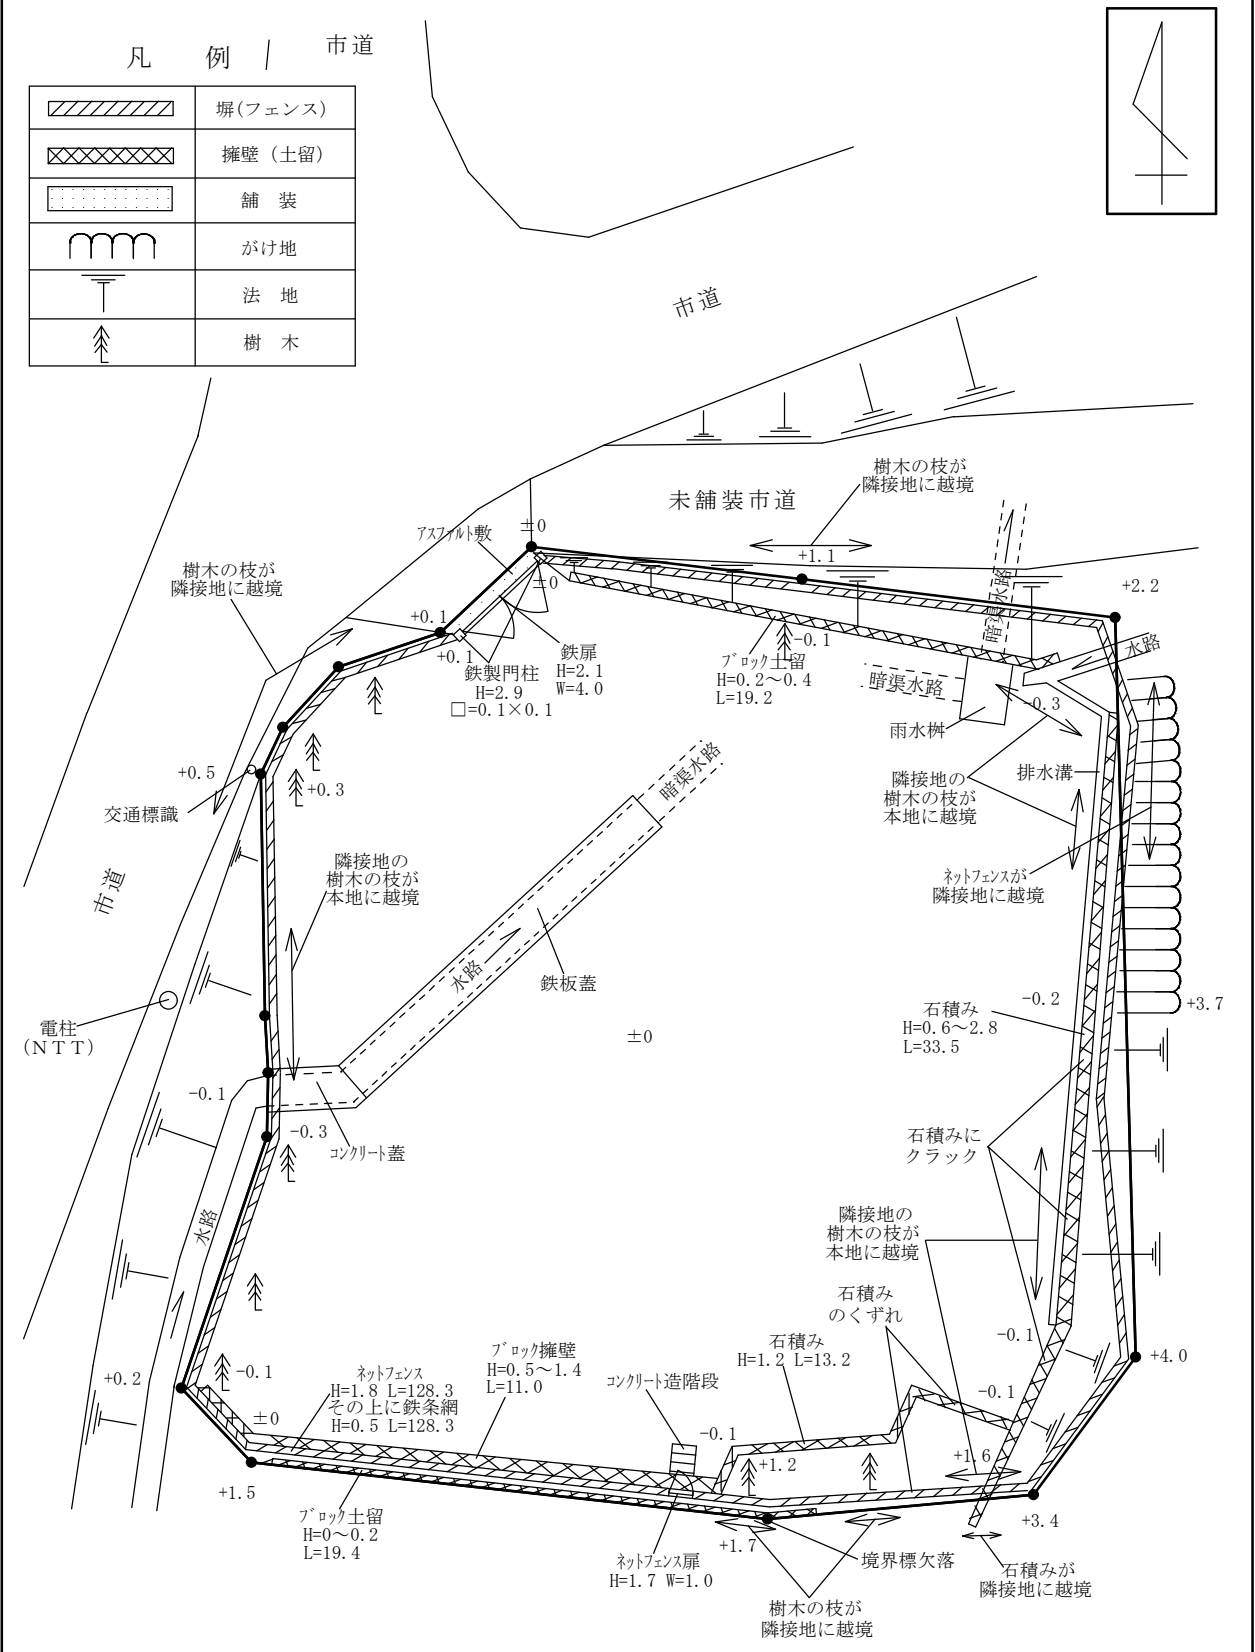 凡 例
市道
塀(フェンス)
擁壁（土留）
舗 装
がけ地
法 地
樹 木
市道
樹木の枝が
隣接地に越境
未舗装市道
アスファルト敷
±0
+1.1
樹木の枝が
隣接地に越境
±0
暗渠水路
+2.2
+0.1
+0.1
鉄製門柱
H=2.9
□=0.1×0.1
鉄扉
H=2.1
W=4.0
-0.1
ブロック土留
H=0.2～0.4
L=19.2
水路
暗渠水路
-0.3
雨水桝
+0.5
+0.3
交通標識
暗渠水路
隣接地の
樹木の枝が
本地に越境
排水溝
隣接地の
樹木の枝が
本地に越境
ネットフェンスが
隣接地に越境
市道
水路
鉄板蓋
電柱
(ＮＴＴ)
±0
-0.2
石積み
H=0.6～2.8
L=33.5
+3.7
-0.1
-0.3
コンクリート蓋
石積みに
クラック
水路
隣接地の
樹木の枝が
本地に越境
石積み
のくずれ
-0.1
石積み
H=1.2 L=13.2
+4.0
+0.2
-0.1
ネットフェンス
H=1.8 L=128.3
その上に鉄条網
H=0.5 L=128.3
ブロック擁壁
H=0.5～1.4
L=11.0
コンクリート造階段
-0.1
±0
-0.1
+1.2
+1.6
+1.5
ブロック土留
H=0～0.2
L=19.4
+3.4
+1.7
ネットフェンス扉
H=1.7 W=1.0
境界標欠落
石積みが
隣接地に越境
樹木の枝が
隣接地に越境